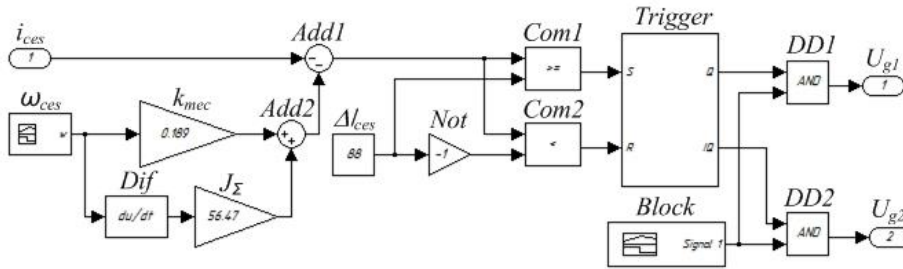 i_ces
1
Add1
−
−
Com1
>=
Trigger
S
Q
R
!Q
DD1
AND
U_g1
1
ω_ces
w
k_mec
0.189
Add2
+
+
ΔI_ces
88
Not
-1
Com2
<
Dif
du/dt
J_Σ
56.47
Block
Signal 1
DD2
AND
U_g2
2